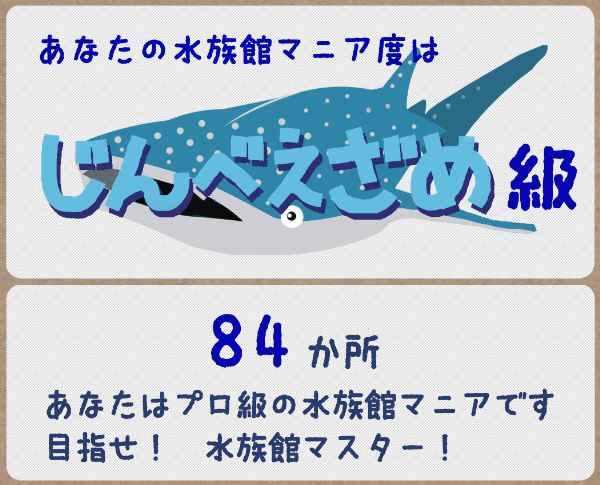 あなたの水族館マニア度は
じんべえざめ級
84か所
あなたはプロ級の水族館マニアです
目指せ！　水族館マスター！